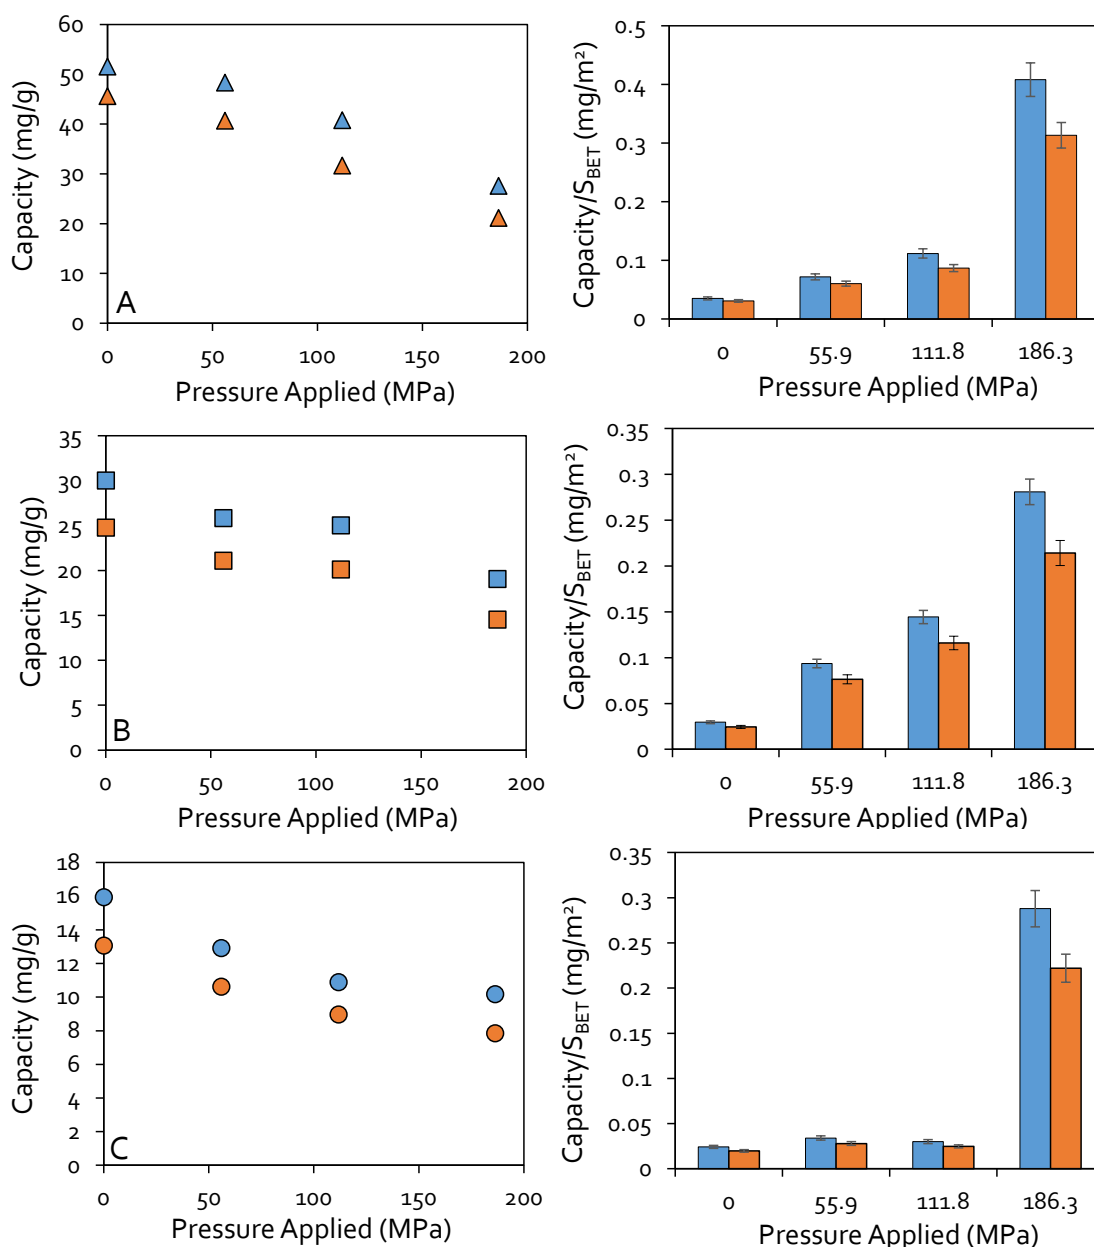 60
50
40
30
20
10
0
Capacity (mg/g)
A
0 50 100 150 200
Pressure Applied (MPa)
0.5
0.4
0.3
0.2
0.1
0
Capacity/S_BET (mg/m²)
0 55.9 111.8 186.3
Pressure Applied (MPa)
35
30
25
20
15
10
5
0
Capacity (mg/g)
B
0 50 100 150 200
Pressure Applied (MPa)
0.35
0.3
0.25
0.2
0.15
0.1
0.05
0
Capacity/S_BET (mg/m²)
0 55.9 111.8 186.3
Pressure Applied (MPa)
18
16
14
12
10
8
6
4
2
0
Capacity (mg/g)
C
0 50 100 150 200
Pressure Applied (MPa)
0.35
0.3
0.25
0.2
0.15
0.1
0.05
0
Capacity/S_BET (mg/m²)
0 55.9 111.8 186.3
Pressure Applied (MPa)